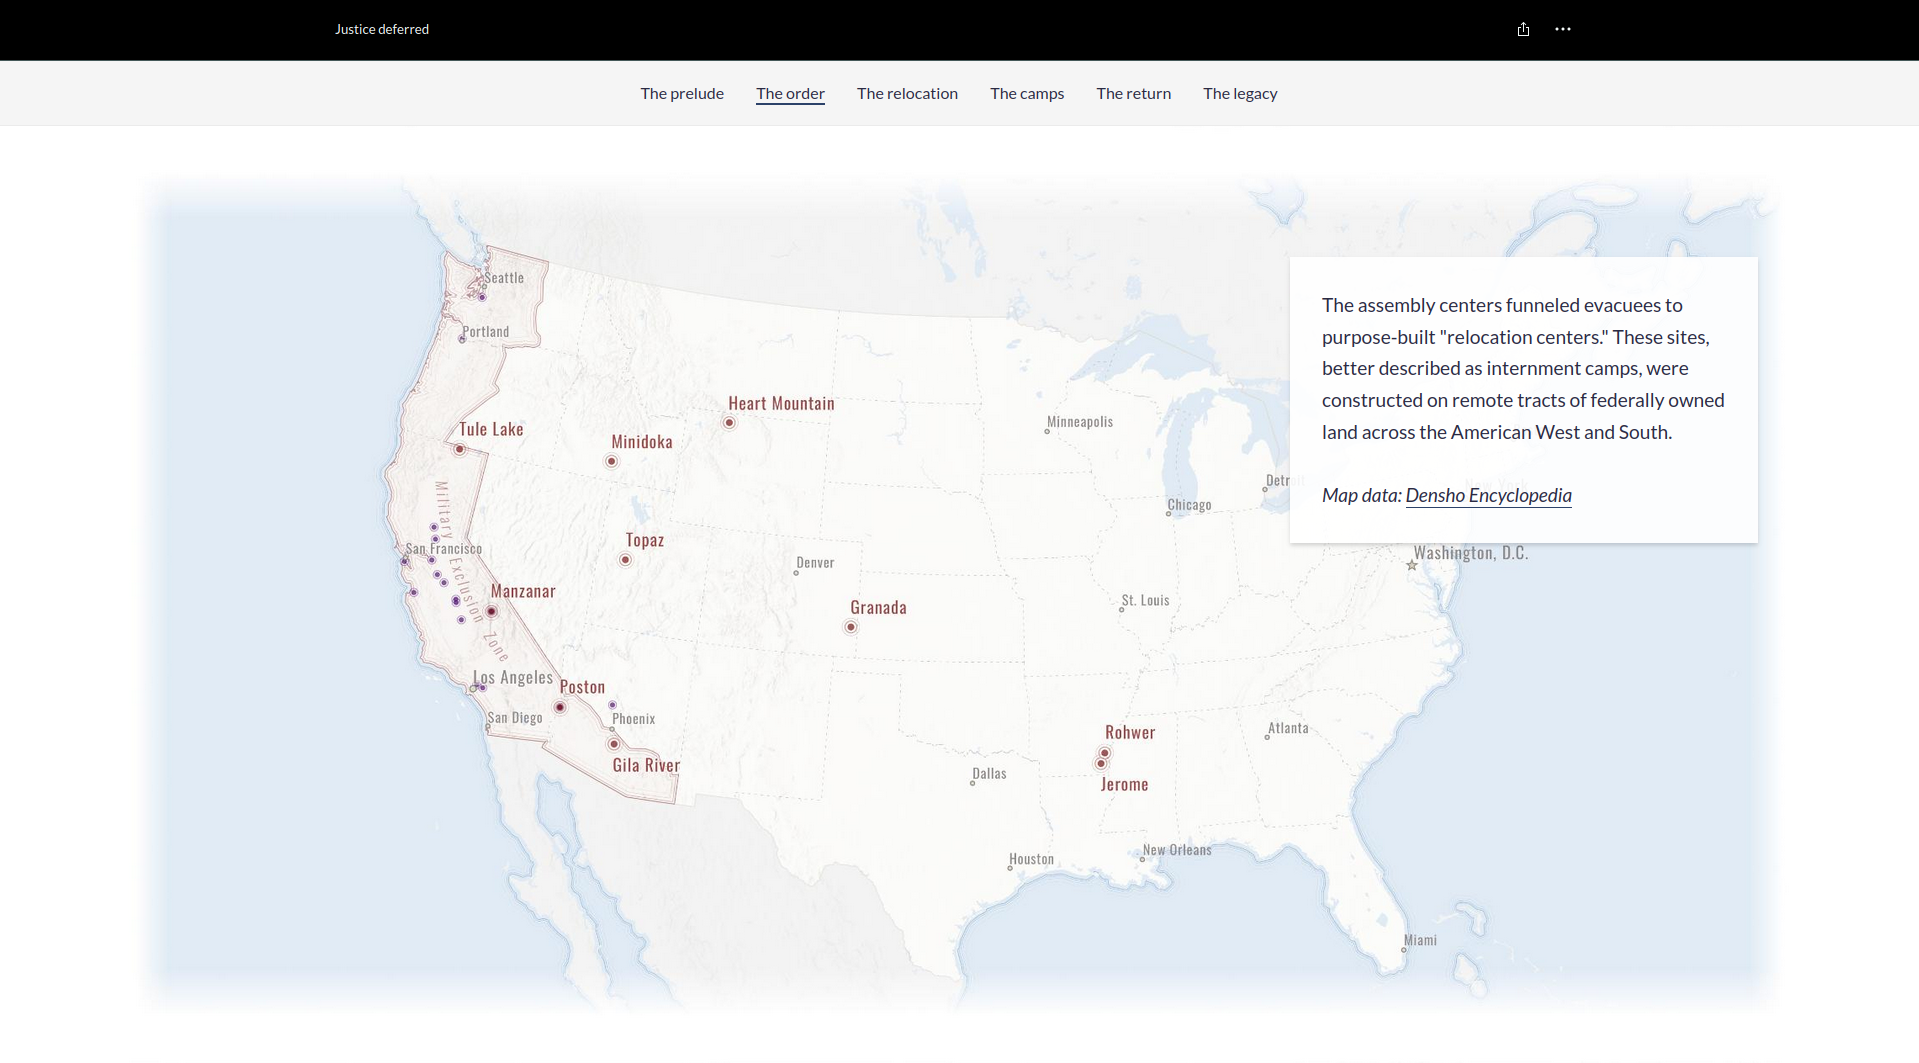 Justice deferred
The prelude
The order
The relocation
The camps
The return
The legacy
The assembly centers funneled evacuees to
purpose-built "relocation centers." These sites,
better described as internment camps, were
constructed on remote tracts of federally owned
land across the American West and South.
Map data: Densho Encyclopedia
Seattle
Portland
Heart Mountain
Tule Lake
Minidoka
Minneapolis
Chicago
Topaz
San Francisco
Military Exclusion Zone
Denver
Washington, D.C.
Manzanar
Granada
St. Louis
Los Angeles
Poston
San Diego
Phoenix
Gila River
Rohwer
Jerome
Atlanta
Dallas
Houston
New Orleans
Miami